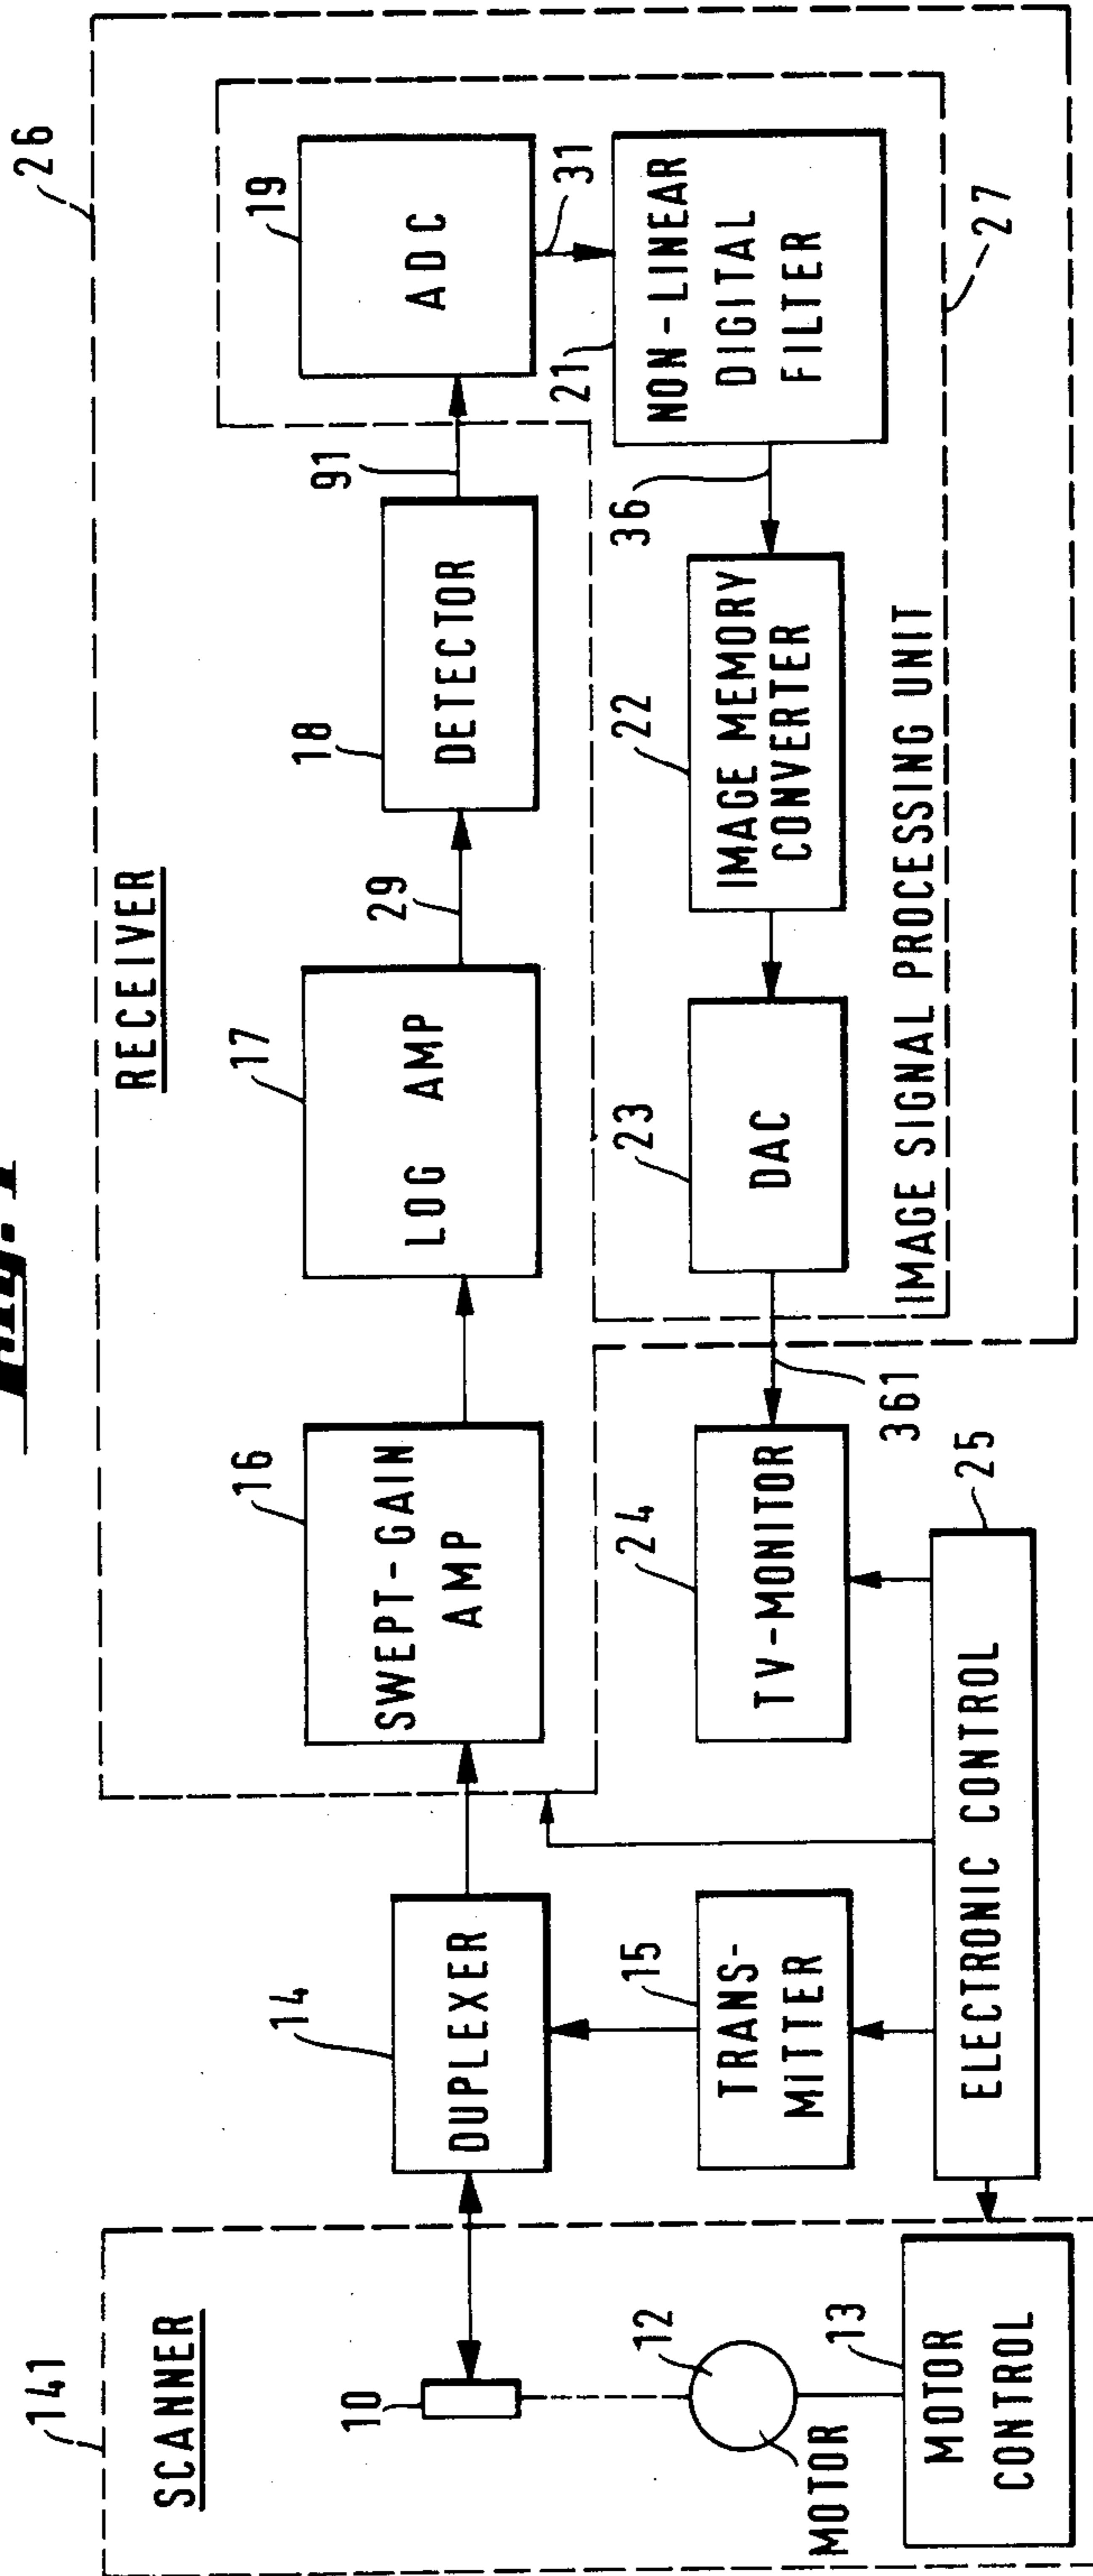 Fig. 1
26
RECEIVER
16
SWEPT-GAIN
AMP
17
LOG AMP
29
18
DETECTOR
91
19
ADC
31
21
NON-LINEAR
DIGITAL
FILTER
36
22
IMAGE MEMORY
CONVERTER
23
DAC
361
IMAGE SIGNAL PROCESSING UNIT
27
141
SCANNER
10
12
MOTOR
13
MOTOR
CONTROL
14
DUPLEXER
15
TRANS-
MITTER
24
TV-MONITOR
25
ELECTRONIC CONTROL